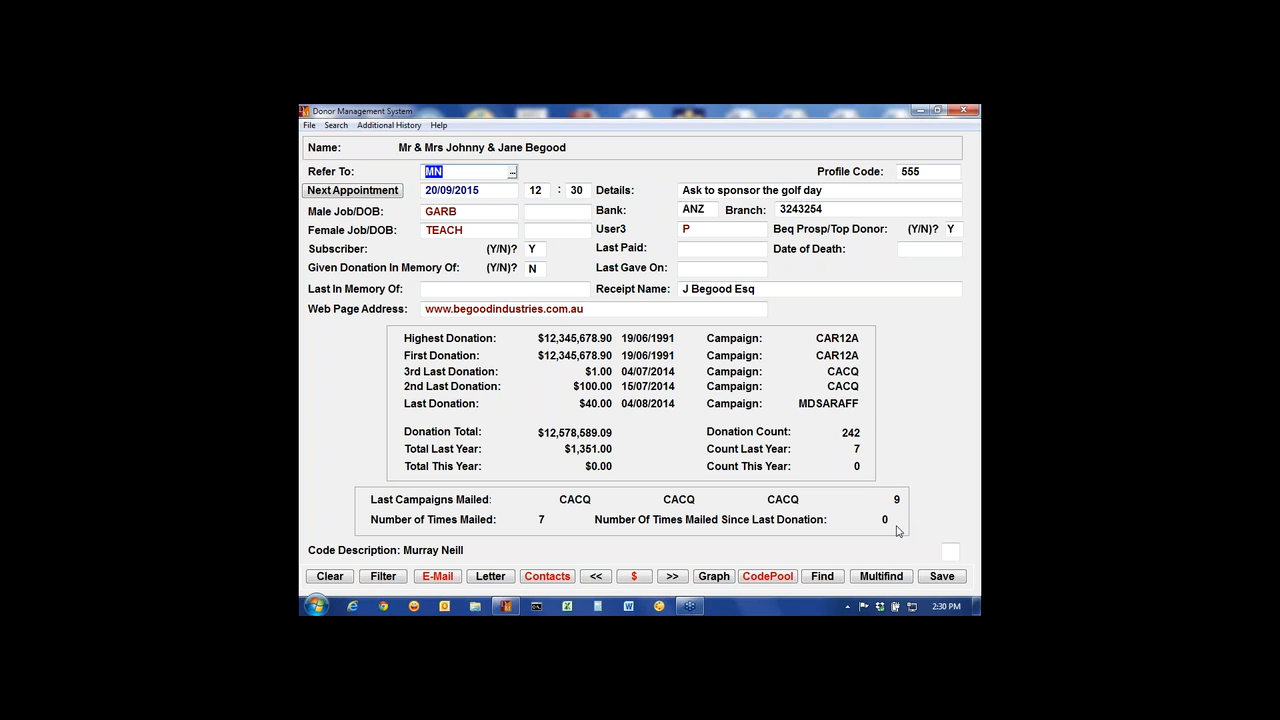 Donor Management System
File Search Additional History Help
Name: Mr & Mrs Johnny & Jane Begood
Refer To: MN ... Profile Code: 555
Next Appointment 20/09/2015 12 : 30 Details: Ask to sponsor the golf day
Male Job/DOB: GARB Bank: ANZ Branch: 3243254
Female Job/DOB: TEACH User3 P Beq Prosp/Top Donor: (Y/N)? Y
Subscriber: (Y/N)? Y Last Paid: Date of Death:
Given Donation In Memory Of: (Y/N)? N Last Gave On:
Last In Memory Of: Receipt Name: J Begood Esq
Web Page Address: www.begoodindustries.com.au
Highest Donation: $12,345,678.90 19/06/1991 Campaign: CAR12A
First Donation: $12,345,678.90 19/06/1991 Campaign: CAR12A
3rd Last Donation: $1.00 04/07/2014 Campaign: CACQ
2nd Last Donation: $100.00 15/07/2014 Campaign: CACQ
Last Donation: $40.00 04/08/2014 Campaign: MDSARAFF
Donation Total: $12,578,589.09 Donation Count: 242
Total Last Year: $1,351.00 Count Last Year: 7
Total This Year: $0.00 Count This Year: 0
Last Campaigns Mailed: CACQ CACQ CACQ 9
Number of Times Mailed: 7 Number Of Times Mailed Since Last Donation: 0
Code Description: Murray Neill
Clear Filter E-Mail Letter Contacts << $ >> Graph CodePool Find Multifind Save
2:30 PM